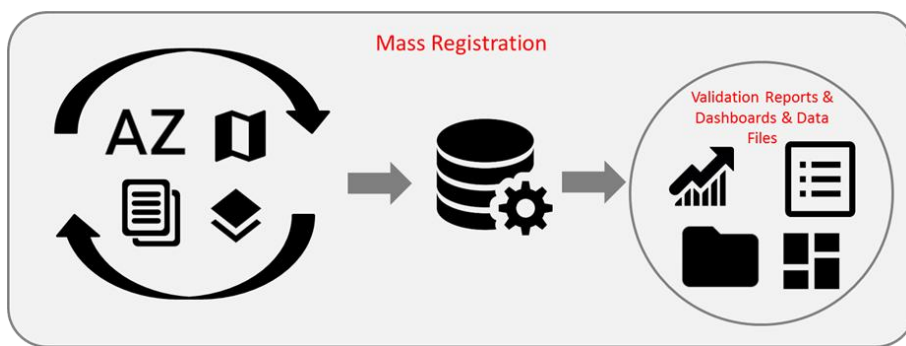 Mass Registration
AZ
Validation Reports &
Dashboards & Data
Files